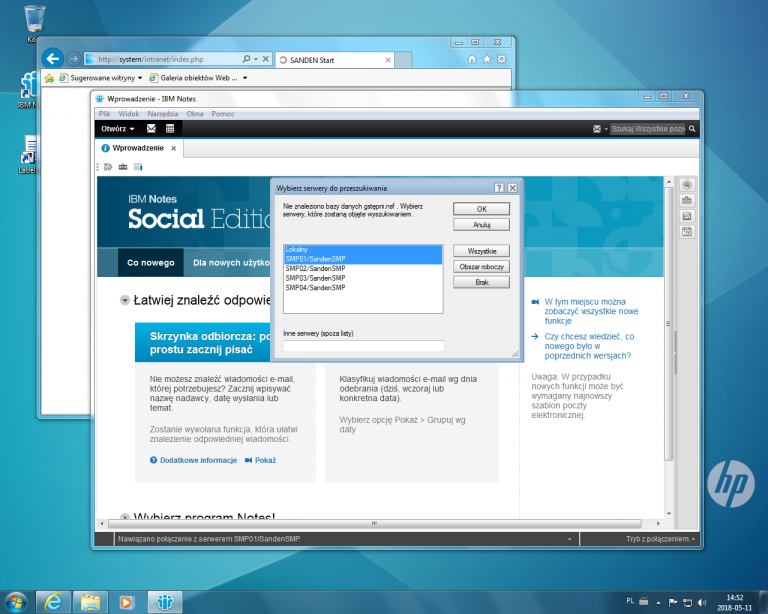 Ko
IBM N
Label
http://system/intranet/index.php
SANDEN Start
Sugerowane witryny
Galeria obiektów Web ...
Wprowadzenie - IBM Notes
Plik Widok Narzędzia Okna Pomoc
Otwórz
Szukaj Wszystkie pozy
Wprowadzenie
IBM Notes
Social Editio
Co nowego
Dla nowych użytko
Łatwiej znaleźć odpowie
Skrzynka odbiorcza: po
prostu zacznij pisać
Nie możesz znaleźć wiadomości e-mail,
której potrzebujesz? Zacznij wpisywać
nazwę nadawcy, datę wysłania lub
temat.
Zostanie wywołana funkcja, która ułatwi
znalezienie odpowiedniej wiadomości.
Dodatkowe informacje
Pokaż
Klasyfikuj wiadomości e-mail wg dnia
odebrania (dziś, wczoraj lub
konkretna data).
Wybierz opcję Pokaż > Grupuj wg
daty
W tym miejscu można
zobaczyć wszystkie nowe
funkcje
Czy chcesz wiedzieć, co
nowego było w
poprzednich wersjach?
Uwaga: W przypadku
nowych funkcji może być
wymagany najnowszy
szablon poczty
elektronicznej.
Wybierz program Notes!
Wybierz serwery do przeszukiwania
Nie znaleziono bazy danych gstępni.nsf . Wybierz
serwery, które zostaną objęte wyszukiwaniem.
OK
Anuluj
Lokalny
SMP01/SandenSMP
SMP02/SandenSMP
SMP03/SandenSMP
SMP04/SandenSMP
Wszystkie
Obszar roboczy
Brak
Inne serwery (spoza listy)
Nawiązano połączenie z serwerem SMP01/SandenSMP.
Tryb z połączeniem
hp
PL
14:52
2018-05-11